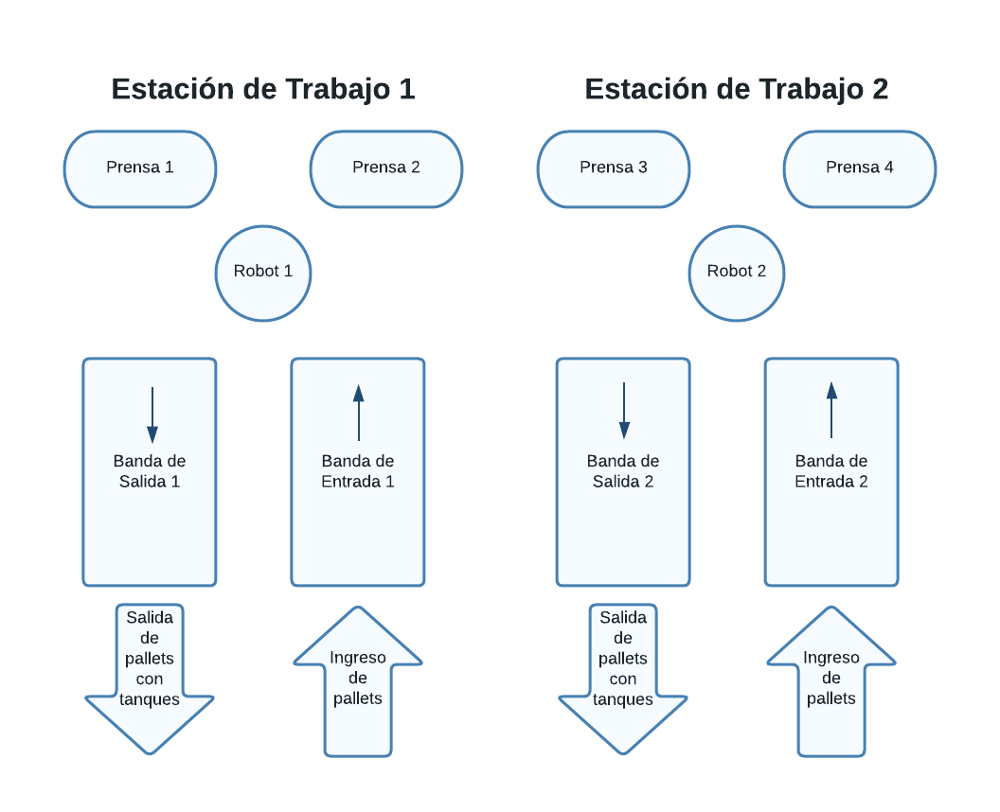 Estación de Trabajo 1
Estación de Trabajo 2
Prensa 1
Prensa 2
Prensa 3
Prensa 4
Robot 1
Robot 2
Banda de
Salida 1
Banda de
Entrada 1
Banda de
Salida 2
Banda de
Entrada 2
Salida
de
pallets
con
tanques
Ingreso
de
pallets
Salida
de
pallets
con
tanques
Ingreso
de
pallets